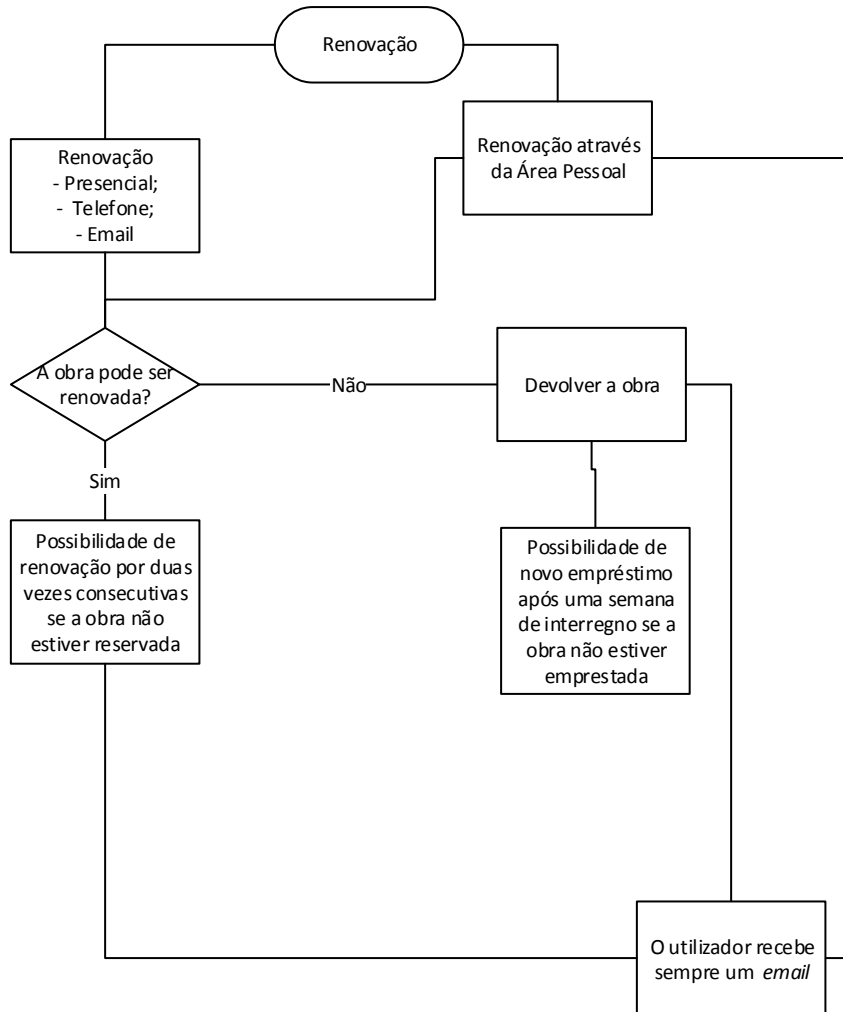 Renovação
Renovação através
da Área Pessoal
Renovação
- Presencial;
- Telefone;
- Email
A obra pode ser
renovada?
Não
Devolver a obra
Sim
Possibilidade de
renovação por duas
vezes consecutivas
se a obra não
estiver reservada
Possibilidade de
novo empréstimo
após uma semana
de interregno se a
obra não estiver
emprestada
O utilizador recebe
sempre um email